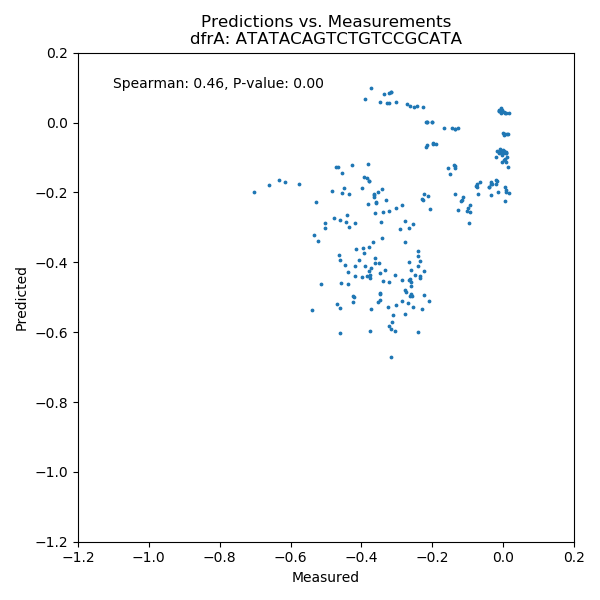 Predictions vs. Measurements
dfrA: ATATACAGTCTGTCCGCATA
Spearman: 0.46, P-value: 0.00
0.2
0.0
−0.2
−0.4
−0.6
−0.8
−1.0
−1.2
Predicted
−1.2 −1.0 −0.8 −0.6 −0.4 −0.2 0.0 0.2
Measured